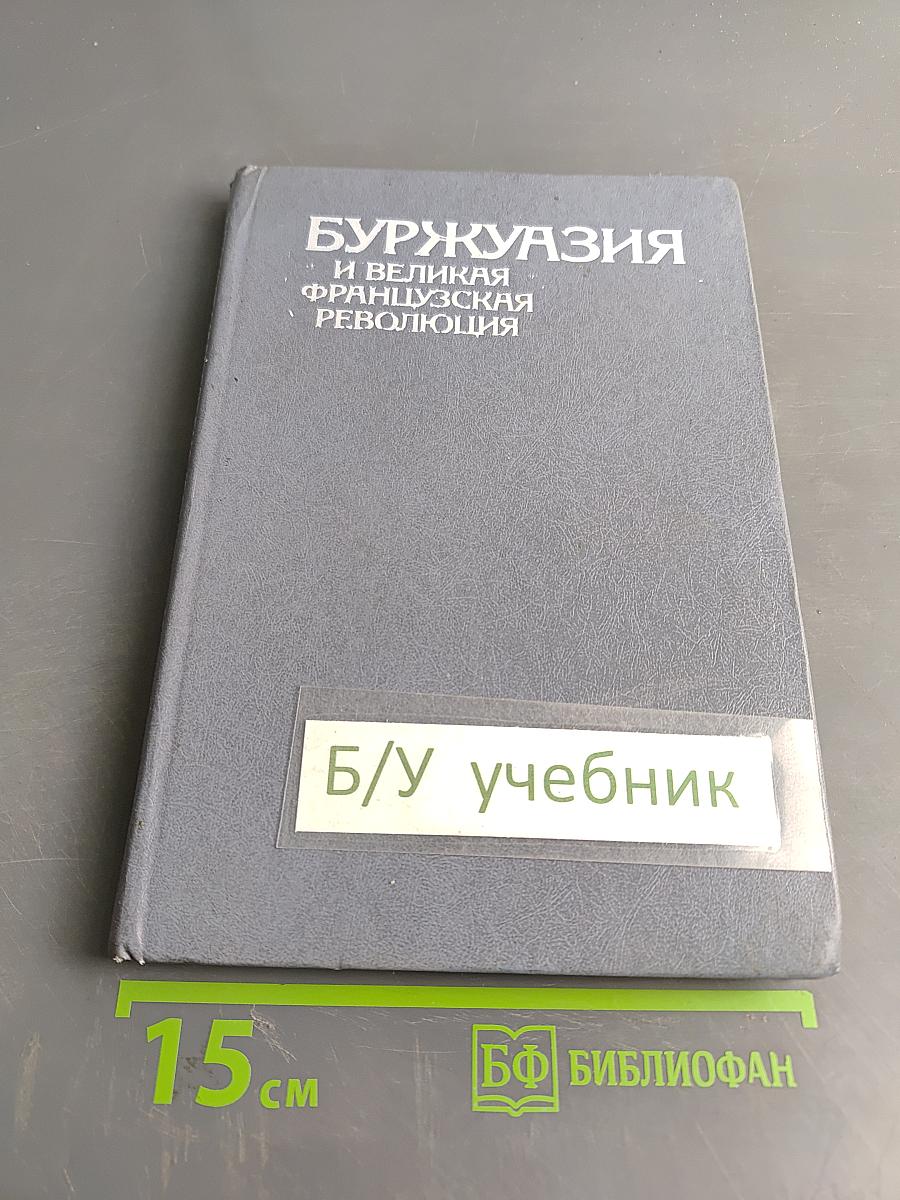 БУРЖУАЗИЯ
И ВЕЛИКАЯ
ФРАНЦУЗСКАЯ
РЕВОЛЮЦИЯ
Б/У учебник
15 см
БФ БИБЛИОФАН